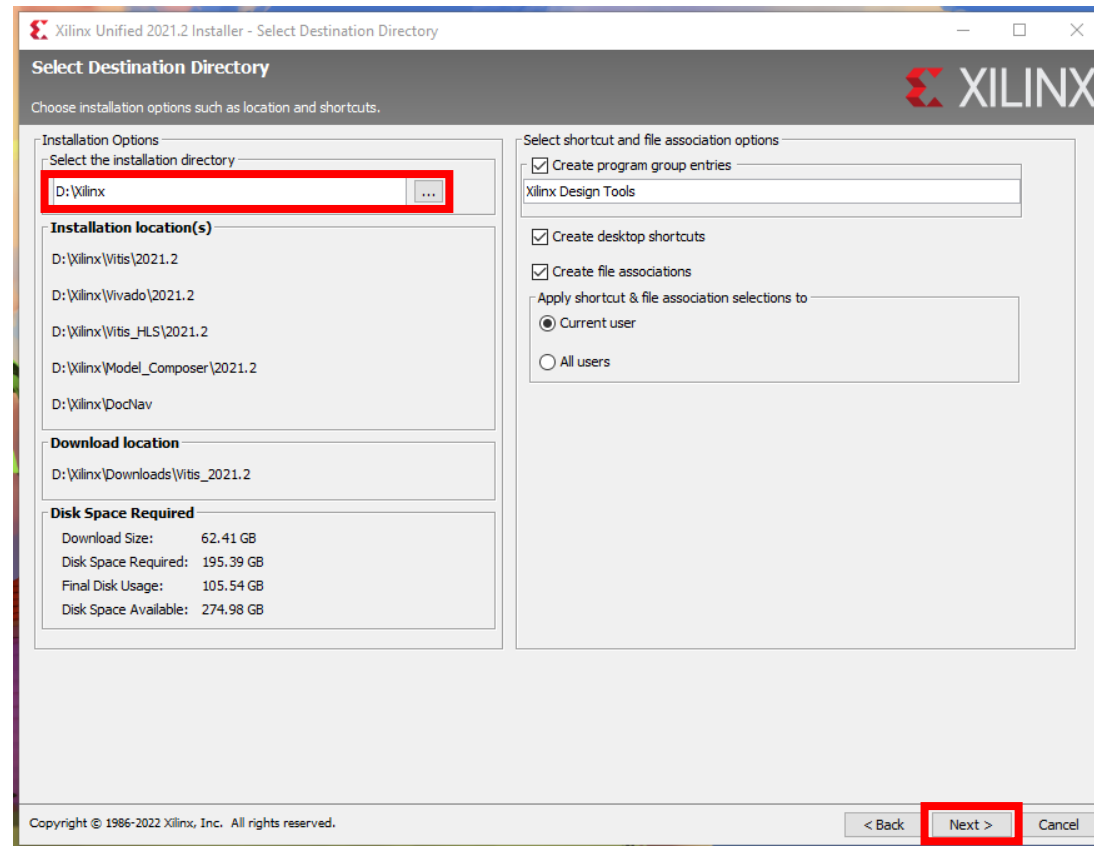 Xilinx Unified 2021.2 Installer - Select Destination Directory
Select Destination Directory
Choose installation options such as location and shortcuts.
XILINX
Installation Options
Select the installation directory
D:\Xilinx
...
Installation location(s)
D:\Xilinx\Vitis\2021.2
D:\Xilinx\Vivado\2021.2
D:\Xilinx\Vitis_HLS\2021.2
D:\Xilinx\Model_Composer\2021.2
D:\Xilinx\DocNav
Download location
D:\Xilinx\Downloads\Vitis_2021.2
Disk Space Required
Download Size: 62.41 GB
Disk Space Required: 195.39 GB
Final Disk Usage: 105.54 GB
Disk Space Available: 274.98 GB
Select shortcut and file association options
Create program group entries
Xilinx Design Tools
Create desktop shortcuts
Create file associations
Apply shortcut & file association selections to
Current user
All users
Copyright © 1986-2022 Xilinx, Inc. All rights reserved.
< Back Next > Cancel